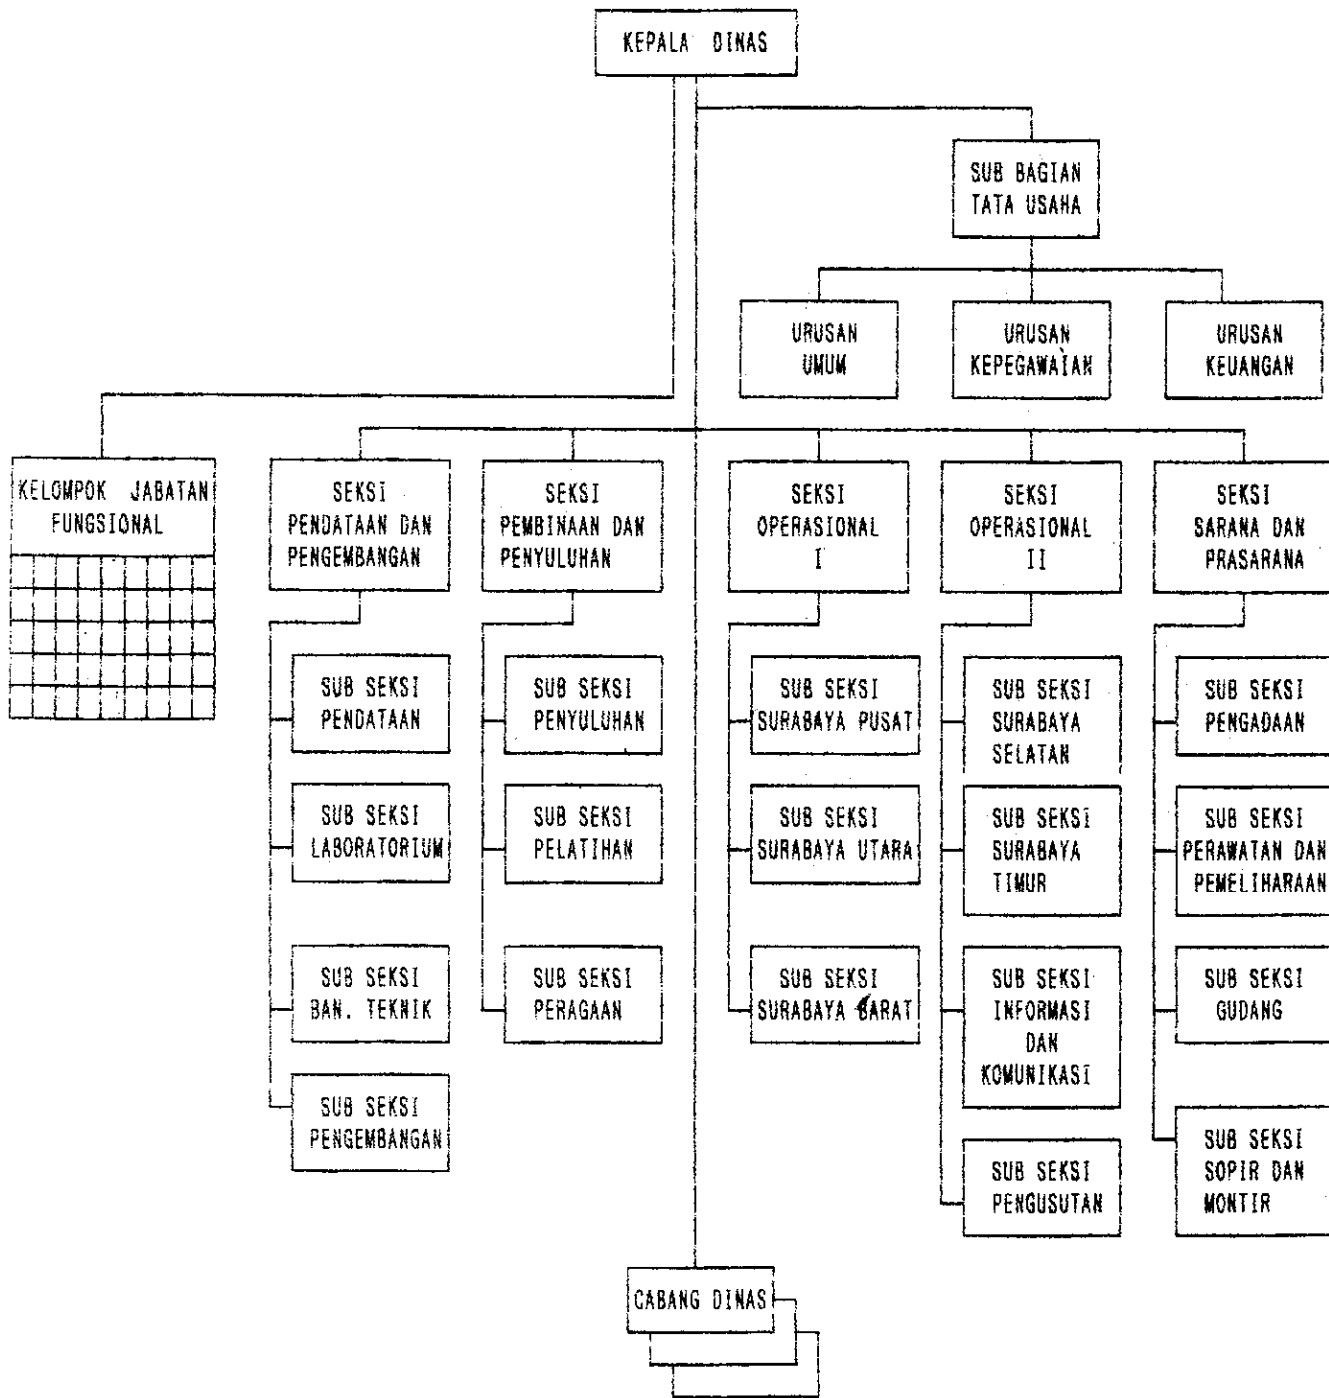 KEPALA DINAS
SUB BAGIAN
TATA USAHA
URUSAN
UMUM
URUSAN
KEPEGAWAIAN
URUSAN
KEUANGAN
KELOMPOK JABATAN
FUNGSIONAL
SEKSI
PENDATAAN DAN
PENGEMBANGAN
SEKSI
PEMBINAAN DAN
PENYULUHAN
SEKSI
OPERASIONAL
I
SEKSI
OPERASIONAL
II
SEKSI
SARANA DAN
PRASARANA
SUB SEKSI
PENDATAAN
SUB SEKSI
PENYULUHAN
SUB SEKSI
SURABAYA PUSAT
SUB SEKSI
SURABAYA
SELATAN
SUB SEKSI
PENGADAAN
SUB SEKSI
LABORATORIUM
SUB SEKSI
PELATIHAN
SUB SEKSI
SURABAYA UTARA
SUB SEKSI
SURABAYA
TIMUR
SUB SEKSI
PERAWATAN DAN
PEMELIHARAAN
SUB SEKSI
BAN. TEKNIK
SUB SEKSI
PERAGAAN
SUB SEKSI
SURABAYA BARAT
SUB SEKSI
INFORMASI
DAN
KOMUNIKASI
SUB SEKSI
GUDANG
SUB SEKSI
PENGEMBANGAN
SUB SEKSI
PENGUSUTAN
SUB SEKSI
SOPIR DAN
MONTIR
CABANG DINAS